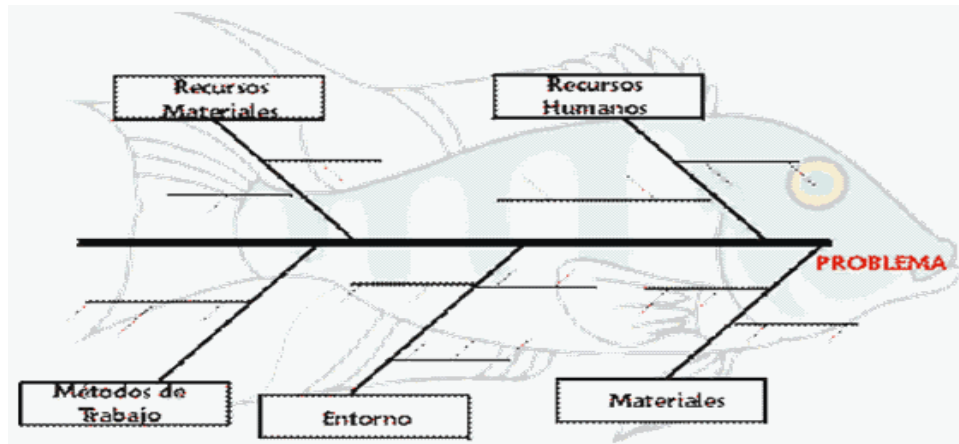 Recursos
Materiales
Recursos
Humanos
PROBLEMA
Métodos de
Trabajo
Entorno
Materiales